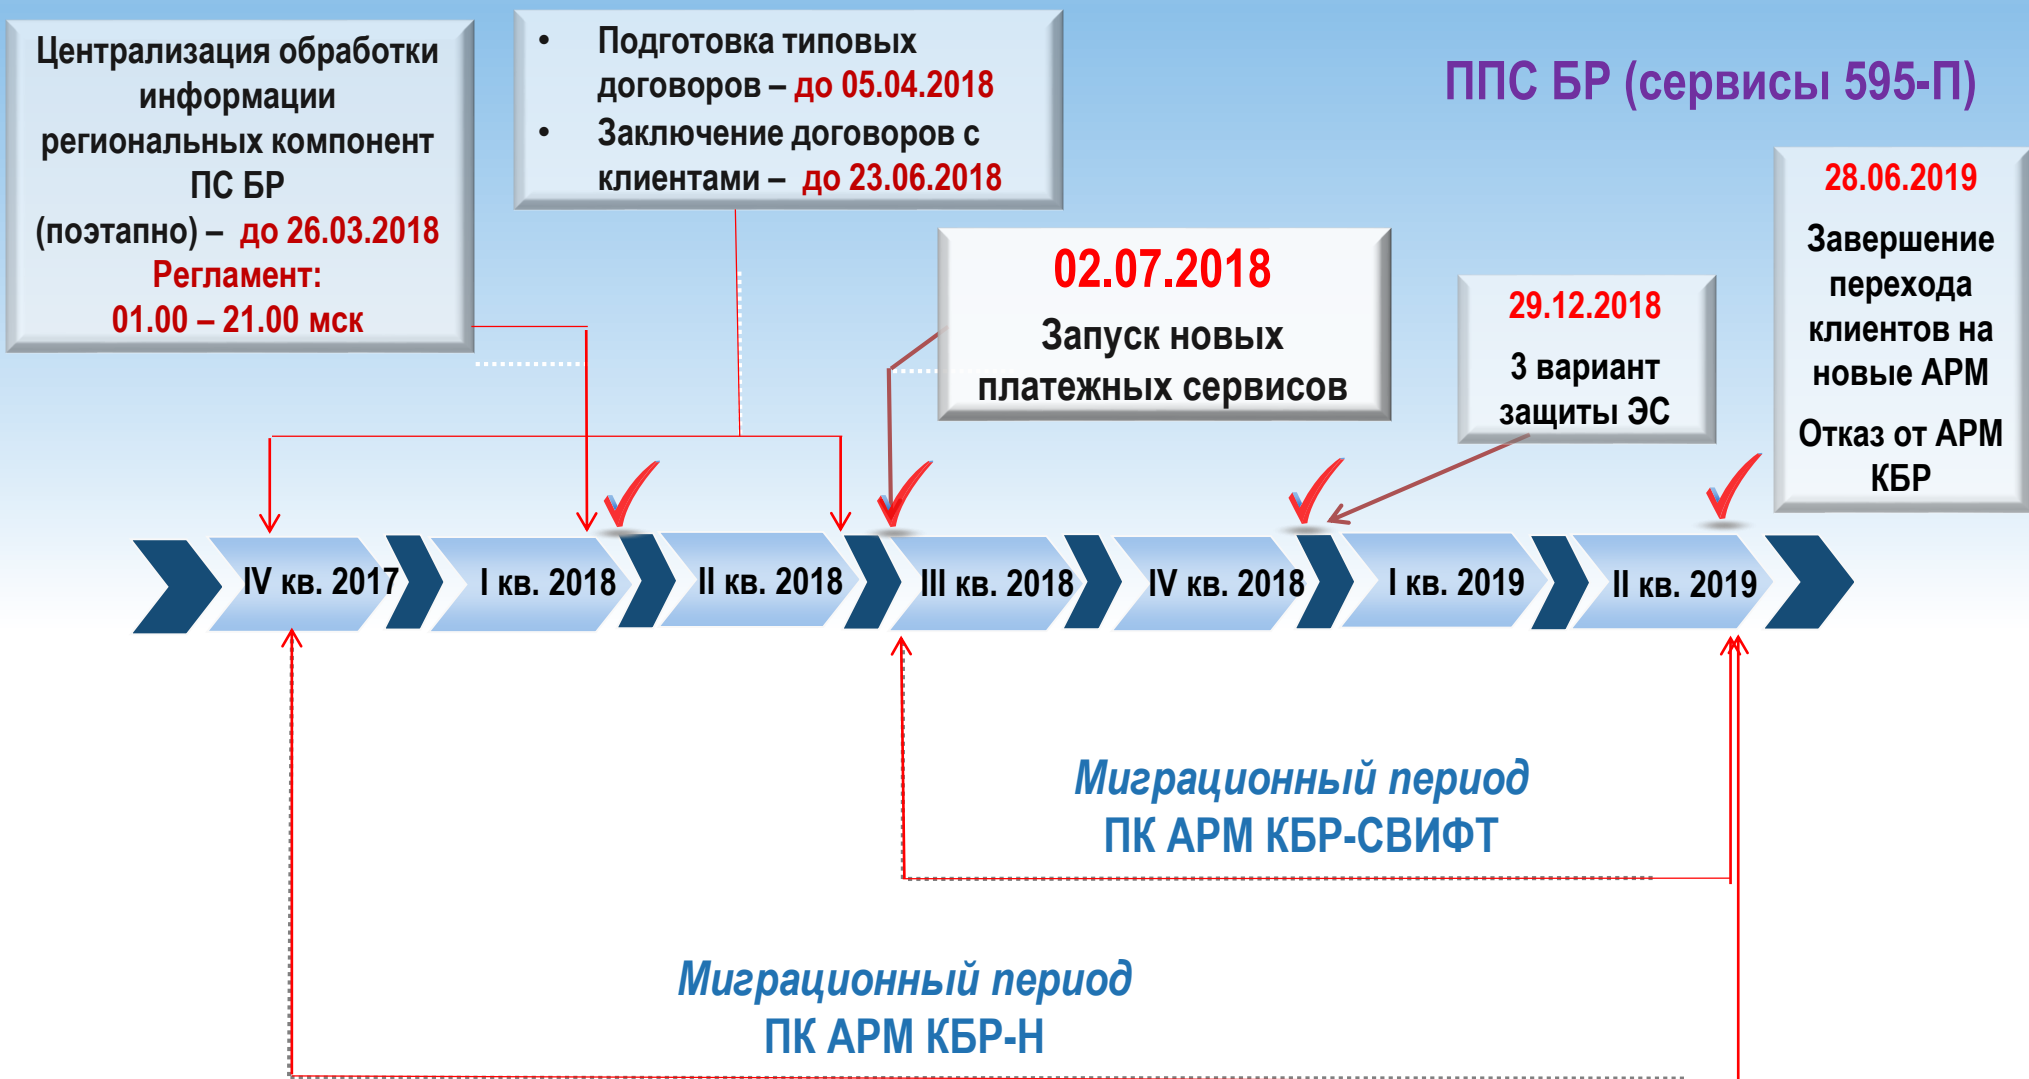 Централизация обработки
информации
региональных компонент
ПС БР
(поэтапно) – до 26.03.2018
Регламент:
01.00 – 21.00 мск
• Подготовка типовых
договоров – до 05.04.2018
• Заключение договоров с
клиентами – до 23.06.2018
ППС БР (сервисы 595-П)
02.07.2018
Запуск новых
платежных сервисов
29.12.2018
3 вариант
защиты ЭС
28.06.2019
Завершение
перехода
клиентов на
новые АРМ
Отказ от АРМ
КБР
IV кв. 2017
I кв. 2018
II кв. 2018
III кв. 2018
IV кв. 2018
I кв. 2019
II кв. 2019
Миграционный период
ПК АРМ КБР-СВИФТ
Миграционный период
ПК АРМ КБР-Н